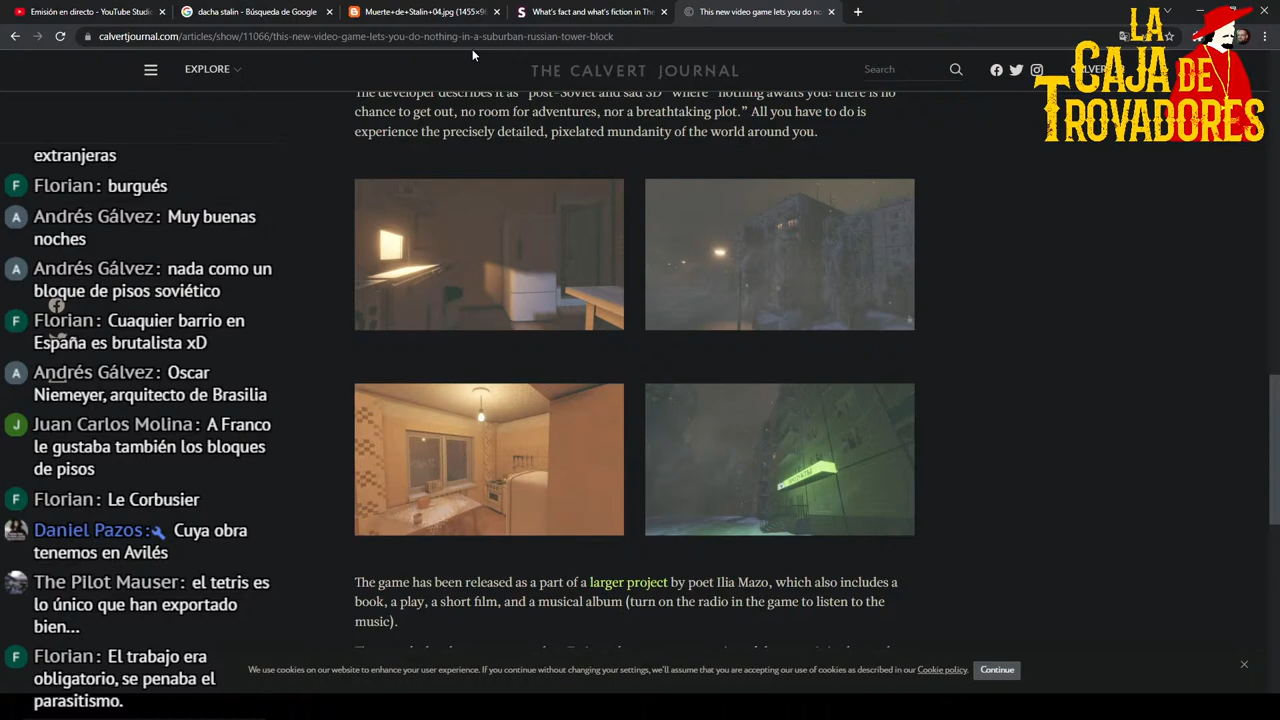 Emisión en directo - YouTube Studi
dacha stalin - Búsqueda de Google
Muerte+de+Stalin+04.jpg (1455×9
What's fact and what's fiction in The
This new video game lets you do no
calvertjournal.com/articles/show/11066/this-new-video-game-lets-you-do-nothing-in-a-suburban-russian-tower-block
EXPLORE
THE CALVERT JOURNAL
Search
LA
CAJA DE
TROVADORES
The developer describes it as "post-Soviet and sad 3D" where "nothing awaits you: there is no
chance to get out, no room for adventures, nor a breathtaking plot." All you have to do is
experience the precisely detailed, pixelated mundanity of the world around you.
extranjeras
F Florian: burgués
A Andrés Gálvez: Muy buenas
noches
A Andrés Gálvez: nada como un
bloque de pisos soviético
F Florian: Cuaquier barrio en
España es brutalista xD
A Andrés Gálvez: Oscar
Niemeyer, arquitecto de Brasilia
J Juan Carlos Molina: A Franco
le gustaba también los bloques
de pisos
F Florian: Le Corbusier
Daniel Pazos: Cuya obra
tenemos en Avilés
The Pilot Mauser: el tetris es
lo único que han exportado
bien...
F Florian: El trabajo era
obligatorio, se penaba el
parasitismo.
The game has been released as a part of a larger project by poet Ilia Mazo, which also includes a
book, a play, a short film, and a musical album (turn on the radio in the game to listen to the
music).
We use cookies on our website to enhance your user experience. If you continue without changing your settings, we'll assume that you are accepting our use of cookies as described in our Cookie policy.
Continue